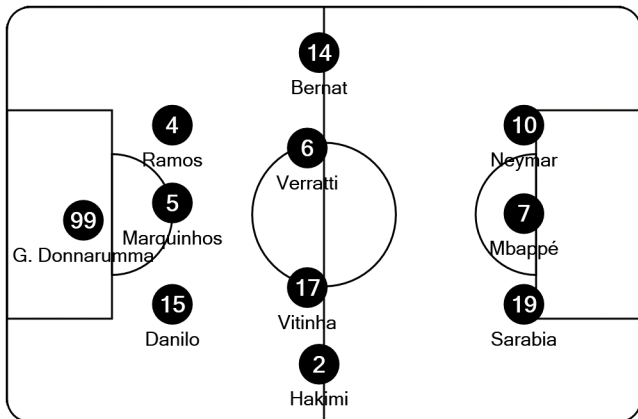 14
Bernat
4
Ramos
6
Verratti
10
Neymar
99
G. Donnarumma
5
Marquinhos
7
Mbappé
15
Danilo
17
Vitinha
19
Sarabia
2
Hakimi